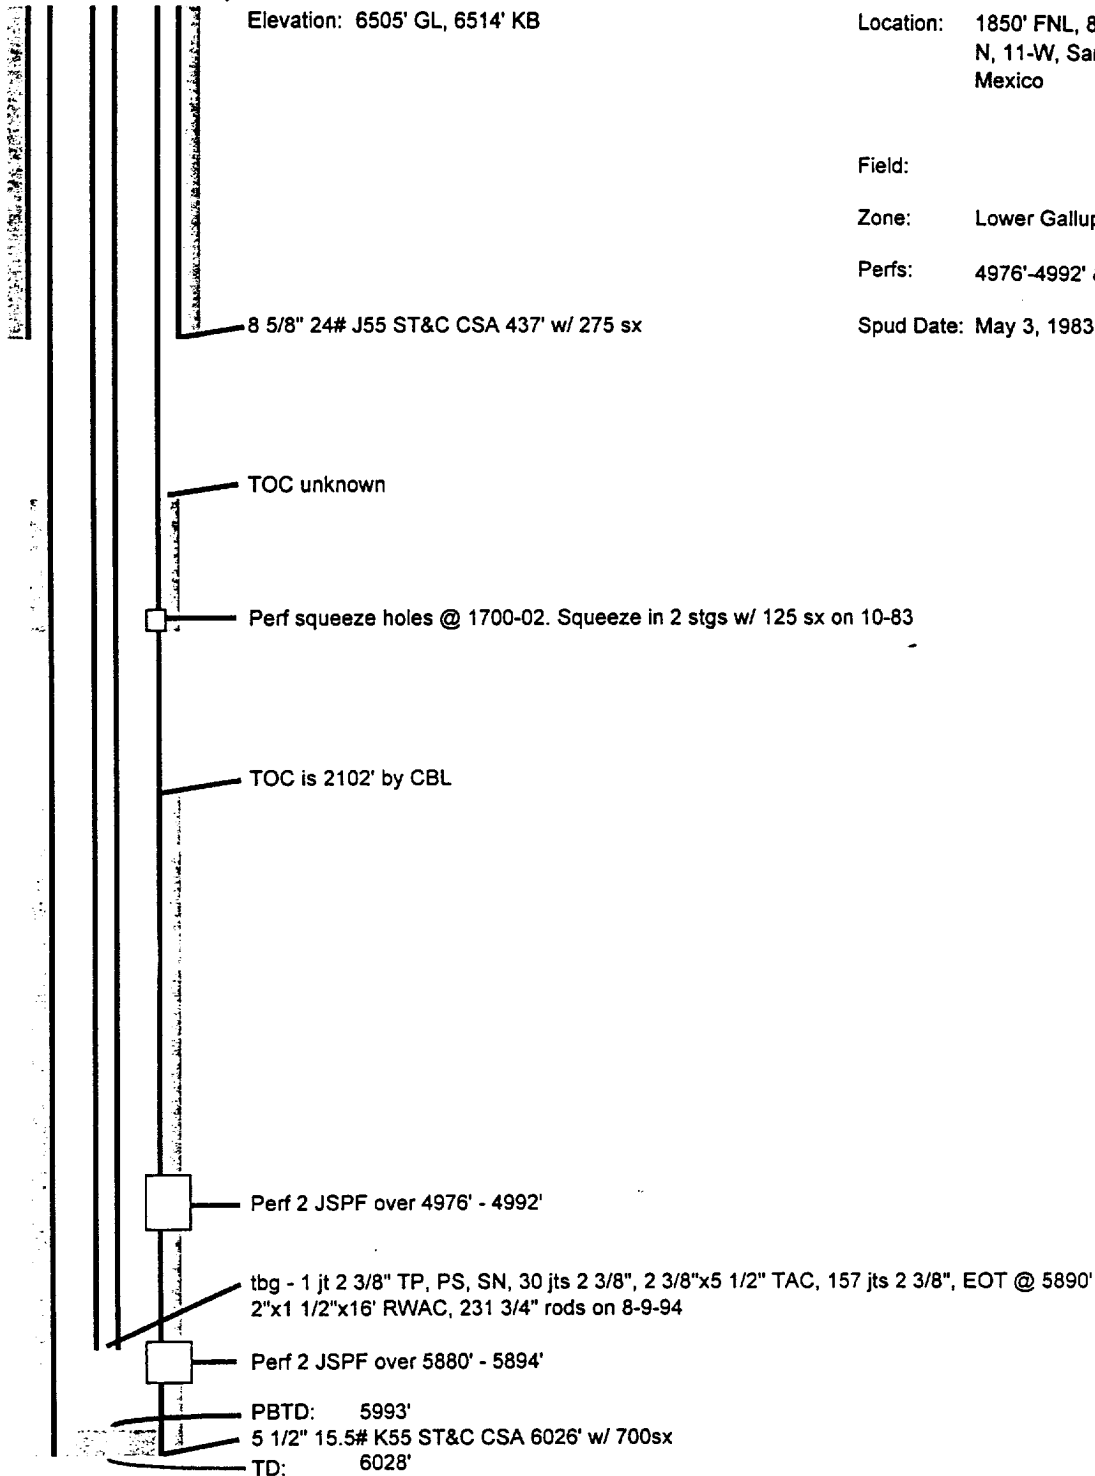 Elevation: 6505' GL, 6514' KB
Location: 1850' FNL,
N, 11-W,
Mexico
Field:
Zone: Lower Gallup
Perfs: 4976'-4992'
8 5/8" 24# J55 ST&C CSA 437' w/ 275 sx
Spud Date: May 3, 1983
TOC unknown
Perf squeeze holes @ 1700-02. Squeeze in 2 stgs w/ 125 sx on 10-83
TOC is 2102' by CBL
Perf 2 JSPF over 4976' - 4992'
tbg - 1 jt 2 3/8" TP, PS, SN, 30 jts 2 3/8", 2 3/8"x5 1/2" TAC, 157 jts 2 3/8", EOT @ 5890'
2"x1 1/2"x16' RWAC, 231 3/4" rods on 8-9-94
Perf 2 JSPF over 5880' - 5894'
PBTD: 5993'
5 1/2" 15.5# K55 ST&C CSA 6026' w/ 700sx
TD: 6028'